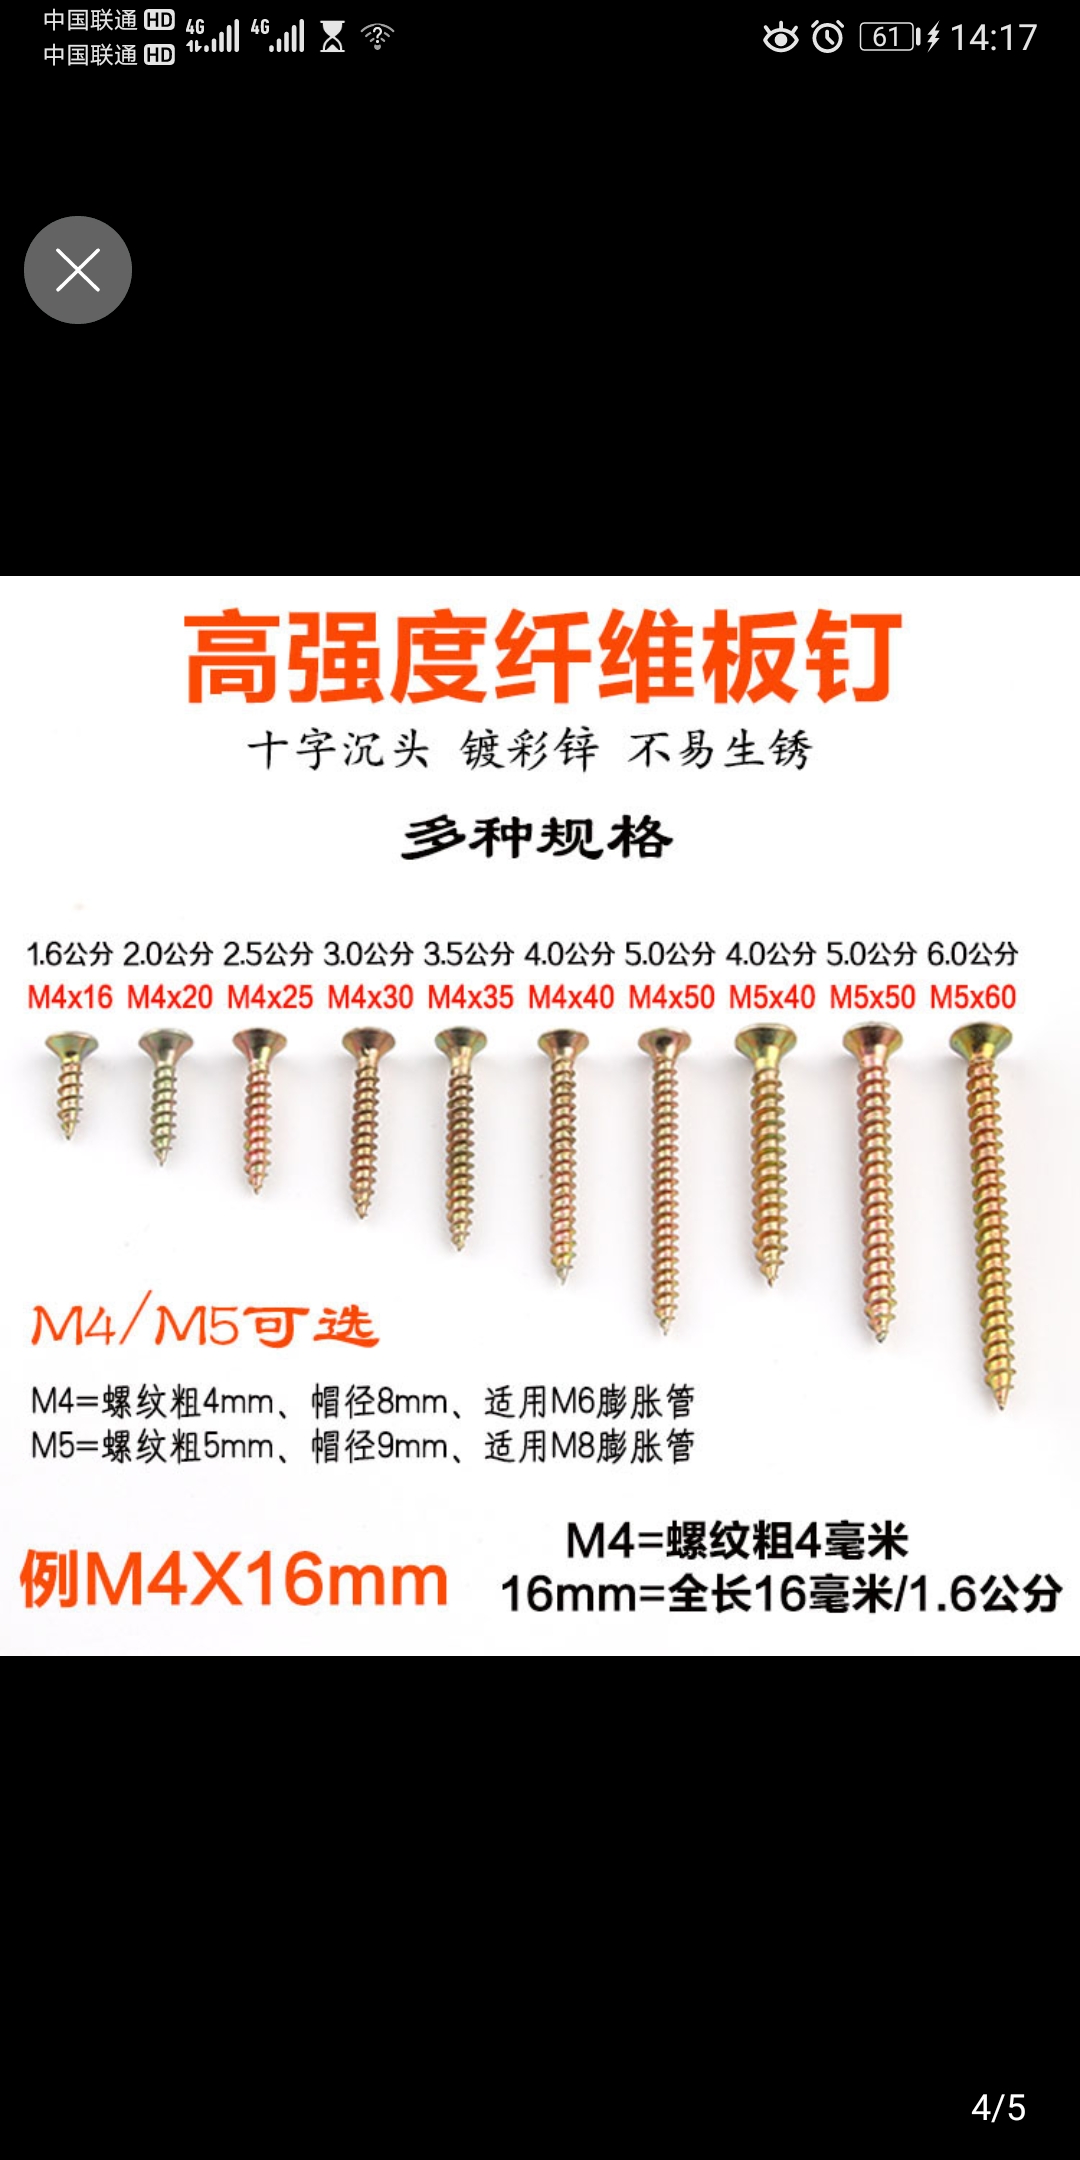 中国联通 HD 4G 4G 61 14:17
中国联通 HD
高强度纤维板钉
十字沉头 镀彩锌 不易生锈
多种规格
1.6公分 2.0公分 2.5公分 3.0公分 3.5公分 4.0公分 5.0公分 4.0公分 5.0公分 6.0公分
M4x16 M4x20 M4x25 M4x30 M4x35 M4x40 M4x50 M5x40 M5x50 M5x60
M4/M5可选
M4=螺纹粗4mm、帽径8mm、适用M6膨胀管
M5=螺纹粗5mm、帽径9mm、适用M8膨胀管
例M4X16mm
M4=螺纹粗4毫米
16mm=全长16毫米/1.6公分
4/5